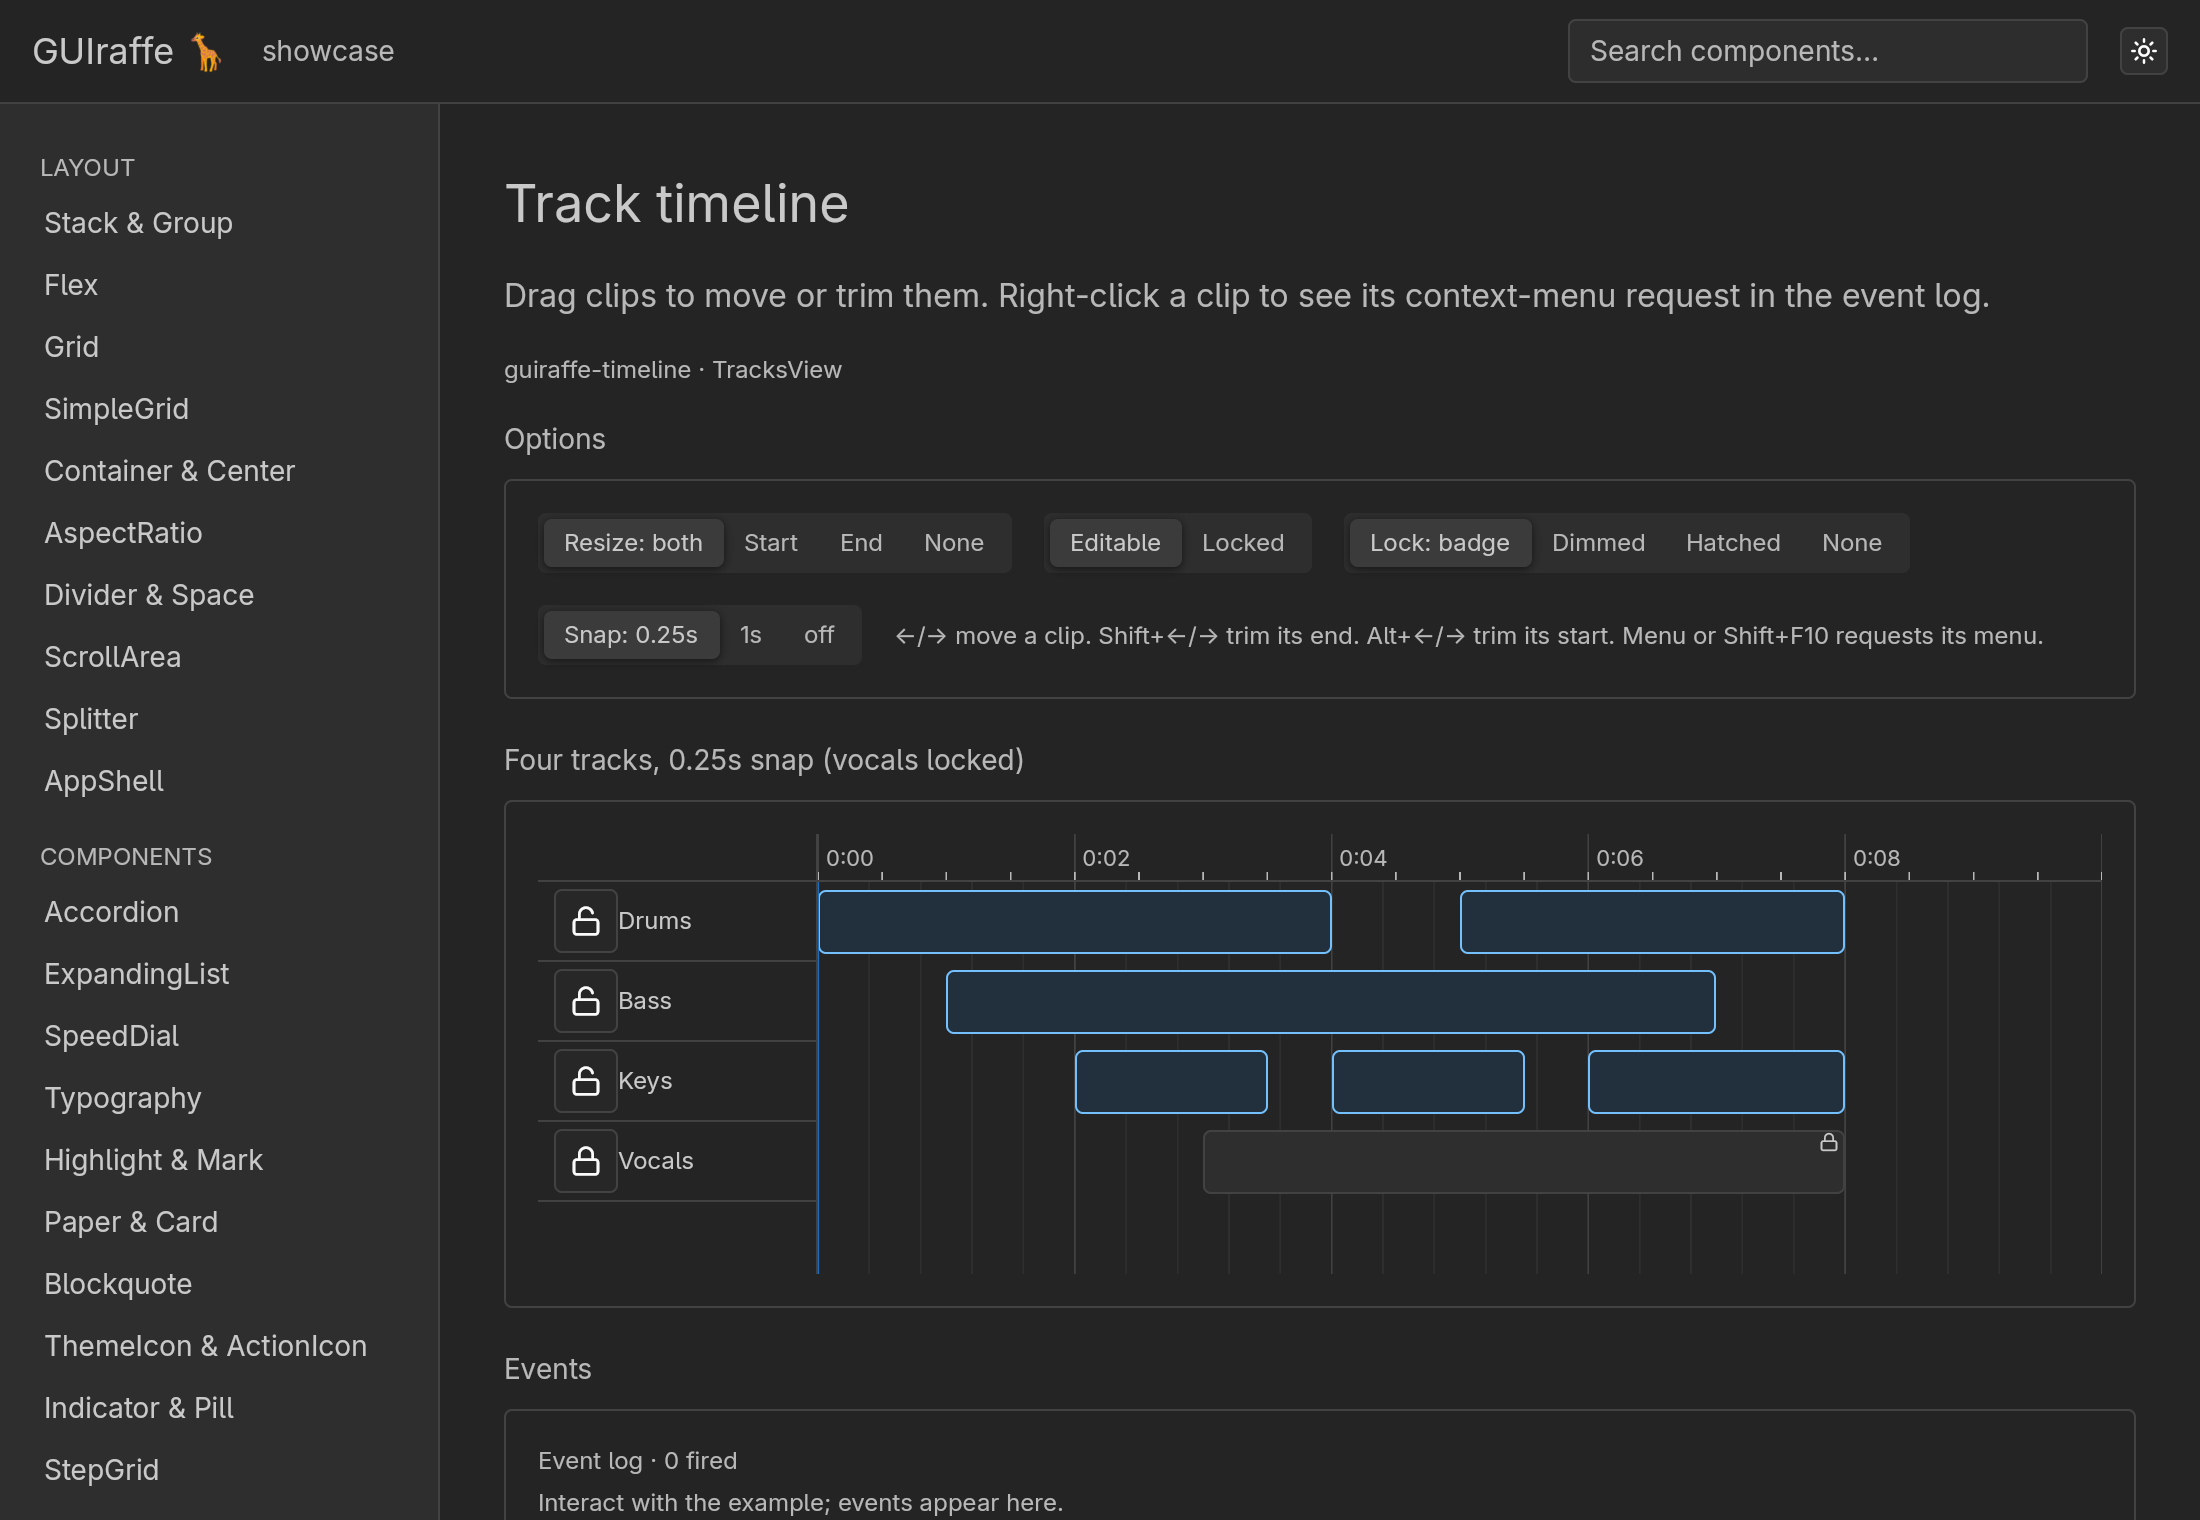 GUIraffe 🦒 showcase
Search components...
LAYOUT
Stack & Group
Flex
Grid
SimpleGrid
Container & Center
AspectRatio
Divider & Space
ScrollArea
Splitter
AppShell
COMPONENTS
Accordion
ExpandingList
SpeedDial
Typography
Highlight & Mark
Paper & Card
Blockquote
ThemeIcon & ActionIcon
Indicator & Pill
StepGrid
Track timeline
Drag clips to move or trim them. Right-click a clip to see its context-menu request in the event log.
guiraffe-timeline · TracksView
Options
Resize: both Start End None Editable Locked Lock: badge Dimmed Hatched None
Snap: 0.25s 1s off ←/→ move a clip. Shift+←/→ trim its end. Alt+←/→ trim its start. Menu or Shift+F10 requests its menu.
Four tracks, 0.25s snap (vocals locked)
0:00 0:02 0:04 0:06 0:08
Drums
Bass
Keys
Vocals
Events
Event log · 0 fired
Interact with the example; events appear here.